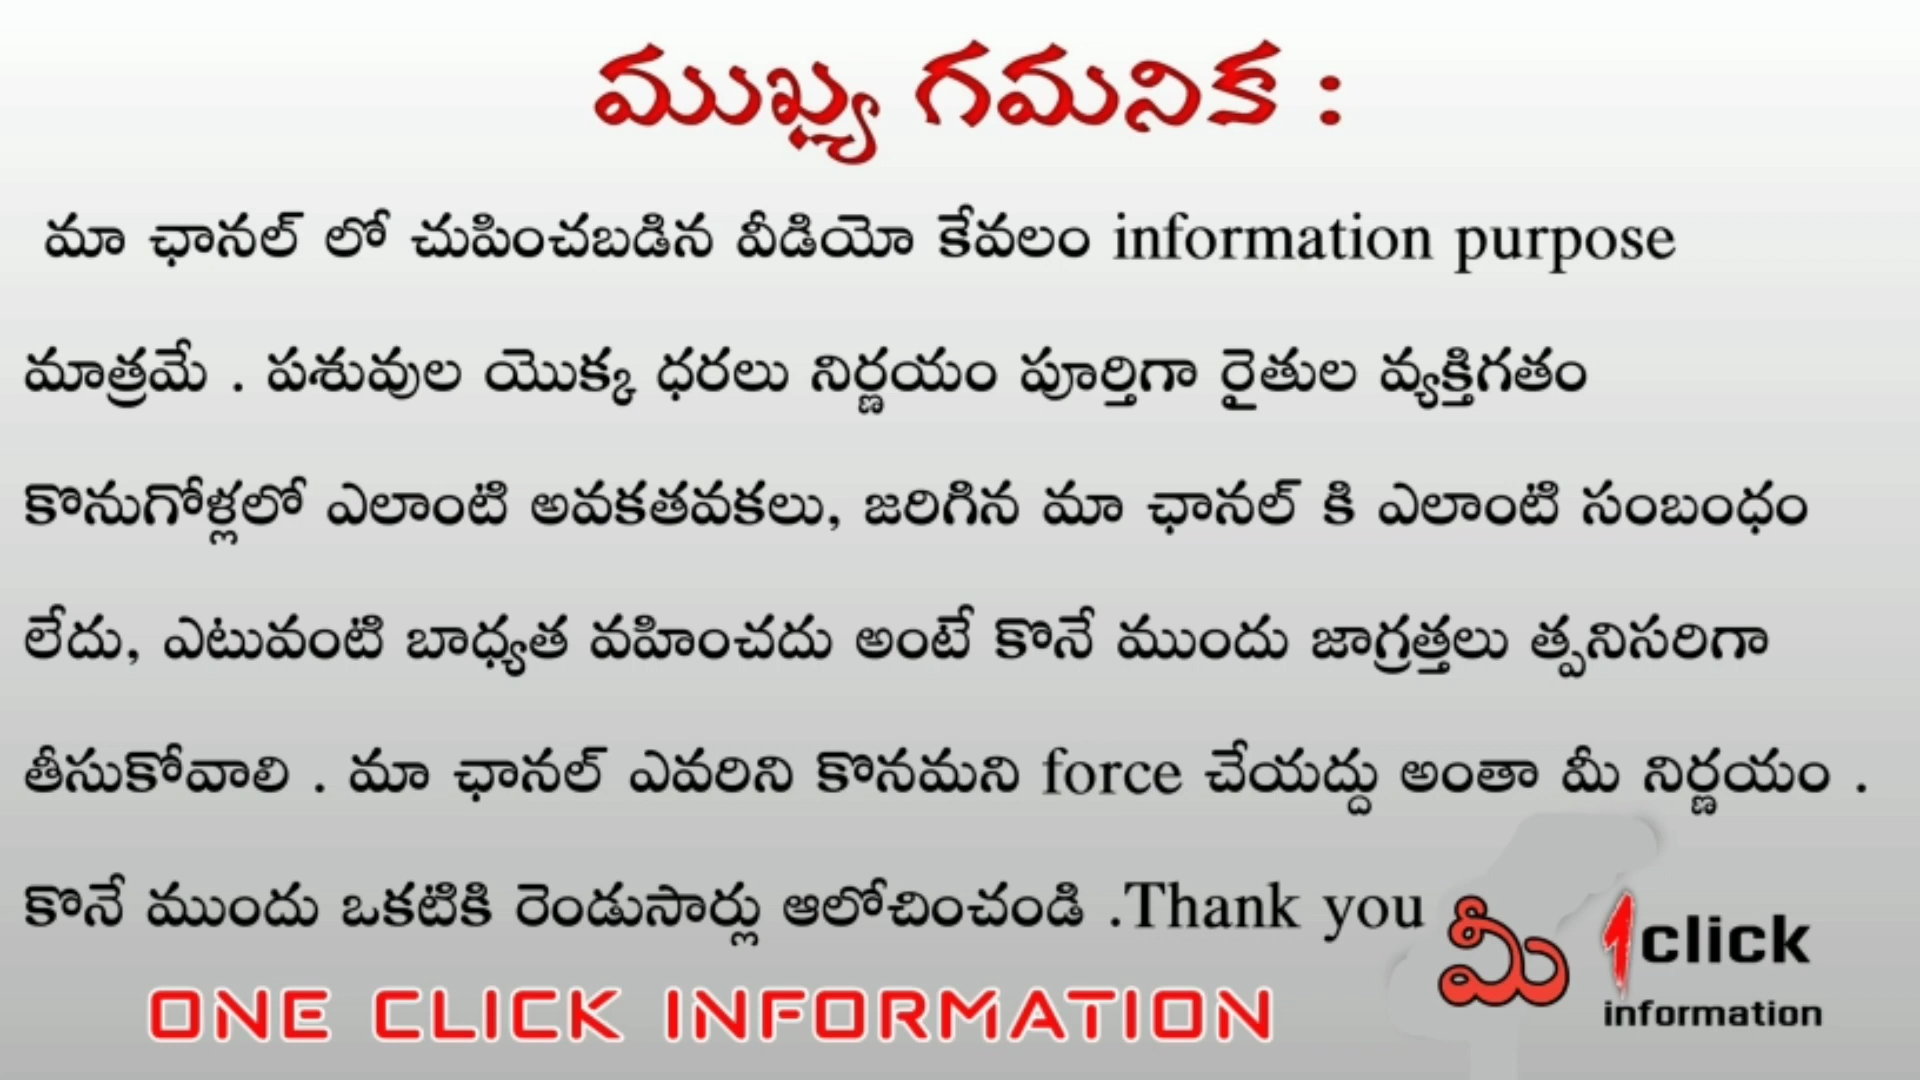 ముఖ్య గమనిక :
మా ఛానల్ లో చుపించబడిన వీడియో కేవలం information purpose
మాత్రమే . పశువుల యొక్క ధరలు నిర్ణయం పూర్తిగా రైతుల వ్యక్తిగతం
కొనుగోళ్లలో ఎలాంటి అవకతవకలు, జరిగిన మా ఛానల్ కి ఎలాంటి సంబంధం
లేదు, ఎటువంటి బాధ్యత వహించదు అంటే కొనే ముందు జాగ్రత్తలు త్పనిసరిగా
తీసుకోవాలి . మా ఛానల్ ఎవరిని కొనమని force చేయద్దు అంతా మీ నిర్ణయం .
కొనే ముందు ఒకటికి రెండుసార్లు ఆలోచించండి .Thank you
మీ 1click
information
ONE CLICK INFORMATION